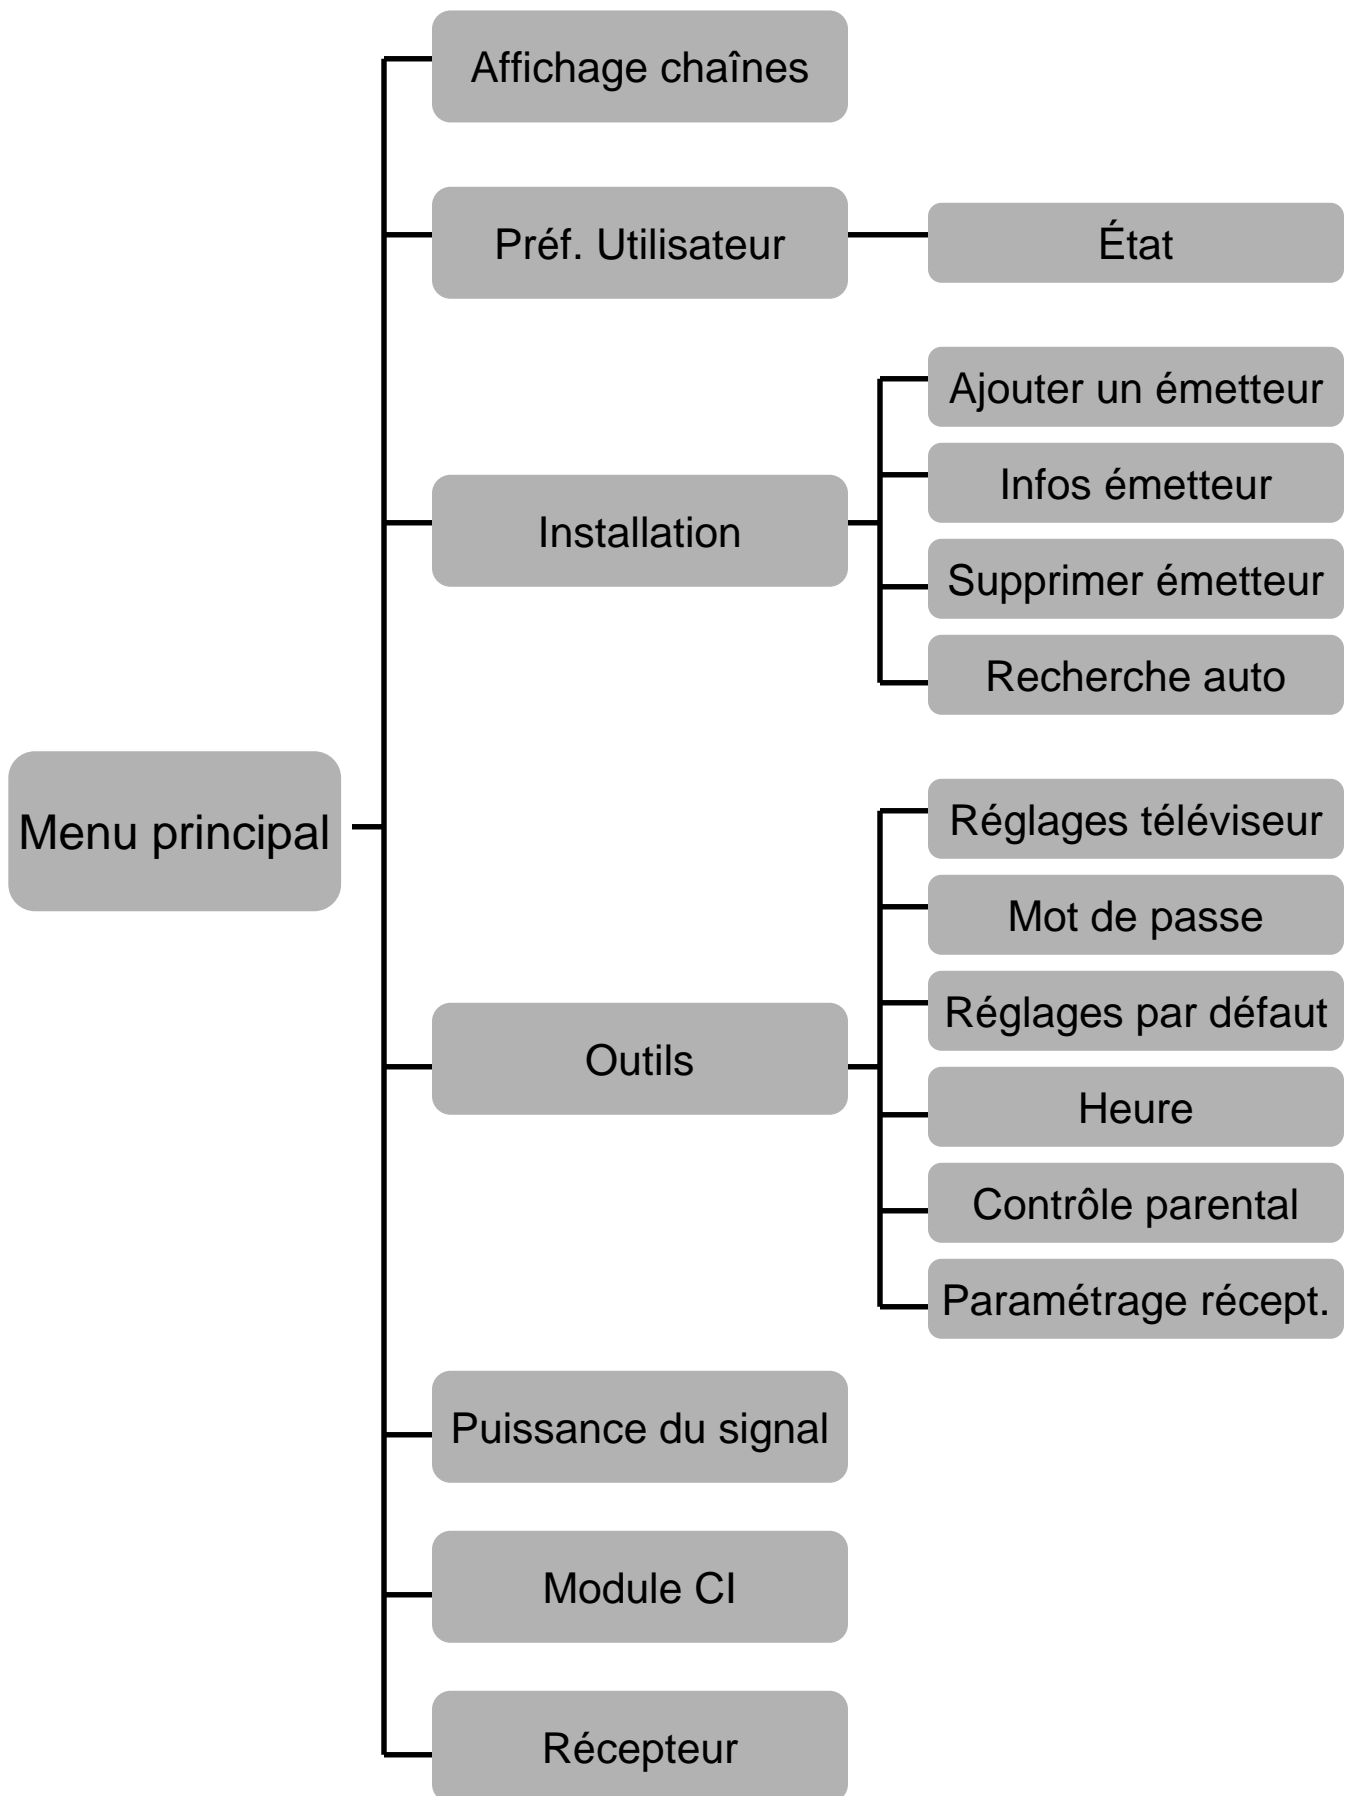 Affichage chaînes
Préf. Utilisateur
État
Ajouter un émetteur
Infos émetteur
Installation
Supprimer émetteur
Recherche auto
Menu principal
Réglages téléviseur
Mot de passe
Réglages par défaut
Outils
Heure
Contrôle parental
Paramétrage récept.
Puissance du signal
Module CI
Récepteur